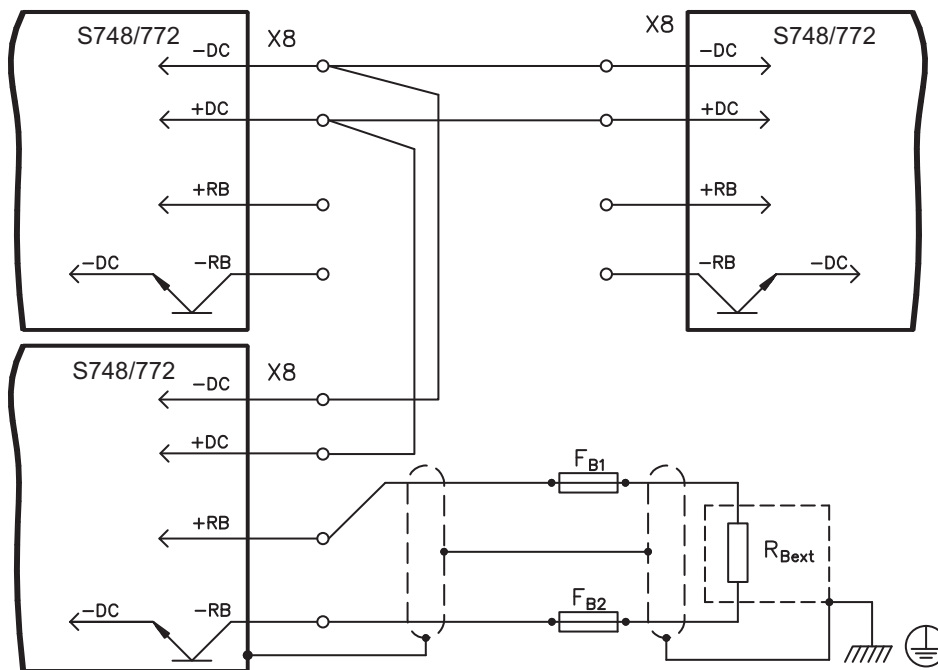 S748/772
X8
−DC
+DC
+RB
−DC
−RB
X8
S748/772
−DC
+DC
+RB
−RB
−DC
S748/772
X8
−DC
+DC
+RB
−DC
−RB
FB1
FB2
RBext